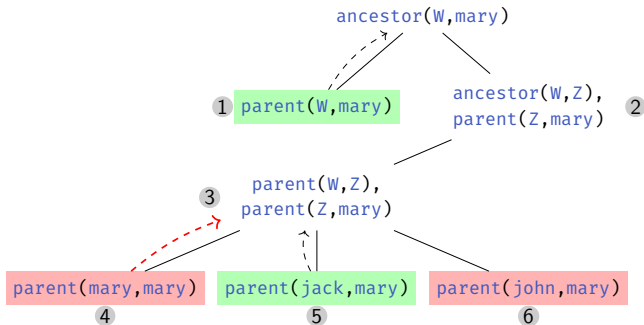 ancestor(W,mary)
1 parent(W,mary)
ancestor(W,Z),
parent(Z,mary)
2
3
parent(W,Z),
parent(Z,mary)
parent(mary,mary) parent(jack,mary) parent(john,mary)
4 5 6